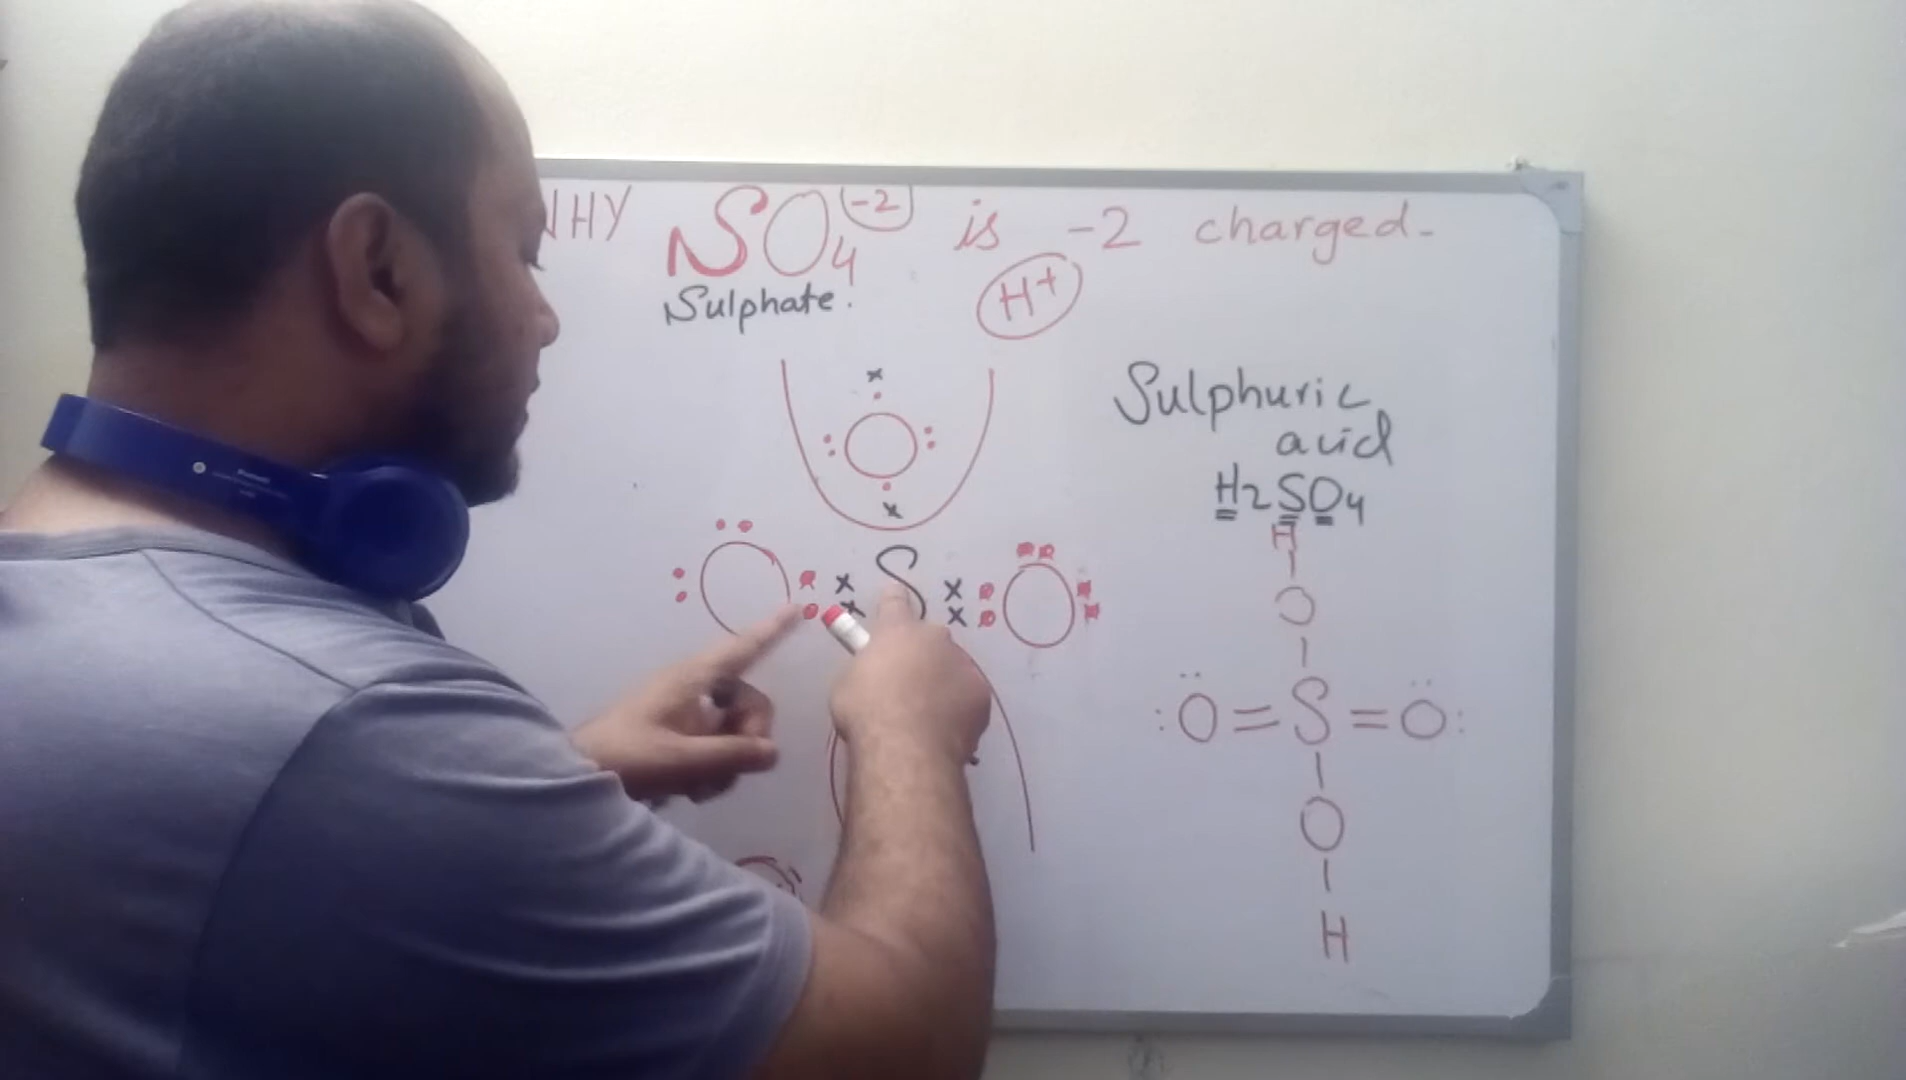 WHY SO4-2 is -2 charged.
Sulphate.
H+
Sulphuric
acid
H2SO4
H
O
:O=S=O:
O
H
S